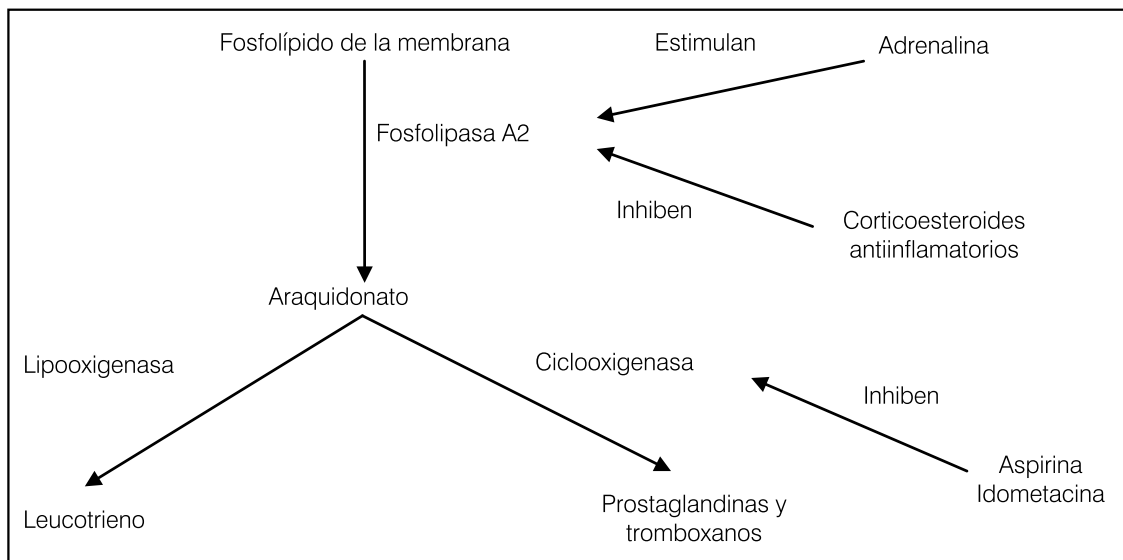 Fosfolípido de la membrana
Estimulan
Adrenalina
Fosfolipasa A2
Inhiben
Corticoesteroides
antiinflamatorios
Araquidonato
Lipooxigenasa
Ciclooxigenasa
Inhiben
Aspirina
Idometacina
Leucotrieno
Prostaglandinas y
tromboxanos